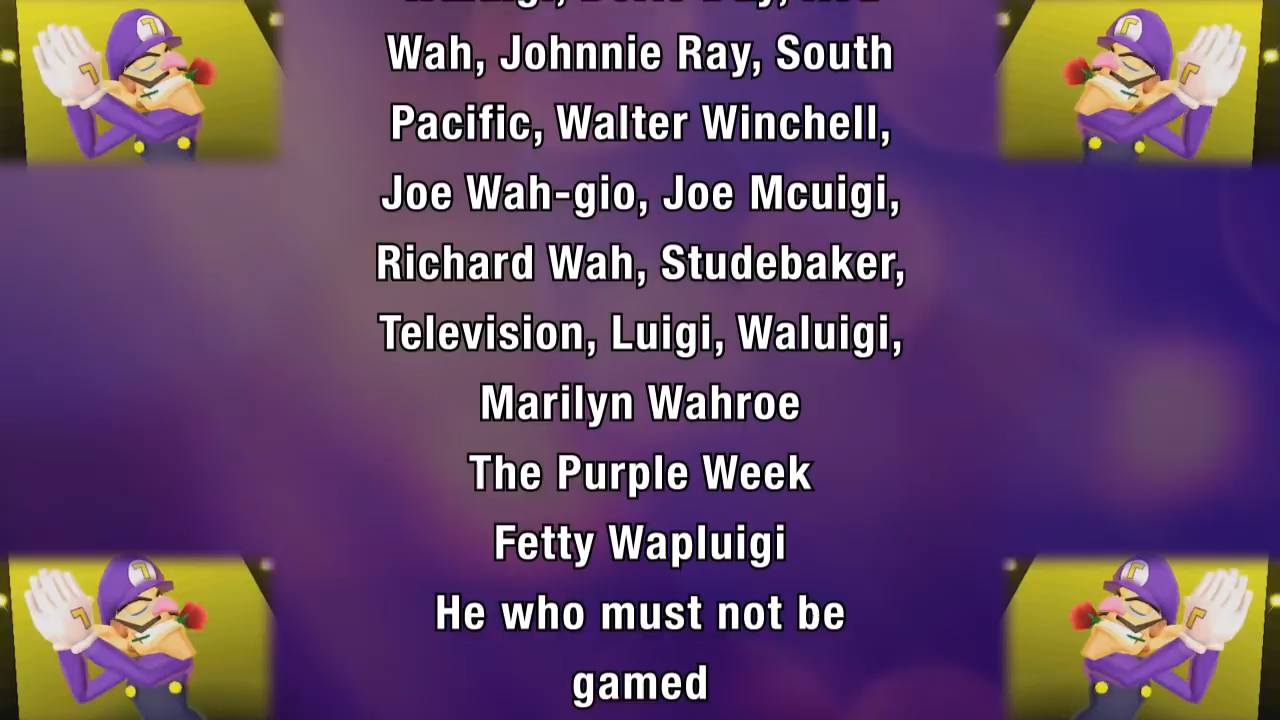 Wah, Johnnie Ray, South
Pacific, Walter Winchell,
Joe Wah-gio, Joe Mcuigi,
Richard Wah, Studebaker,
Television, Luigi, Waluigi,
Marilyn Wahroe
The Purple Week
Fetty Wapluigi
He who must not be
gamed